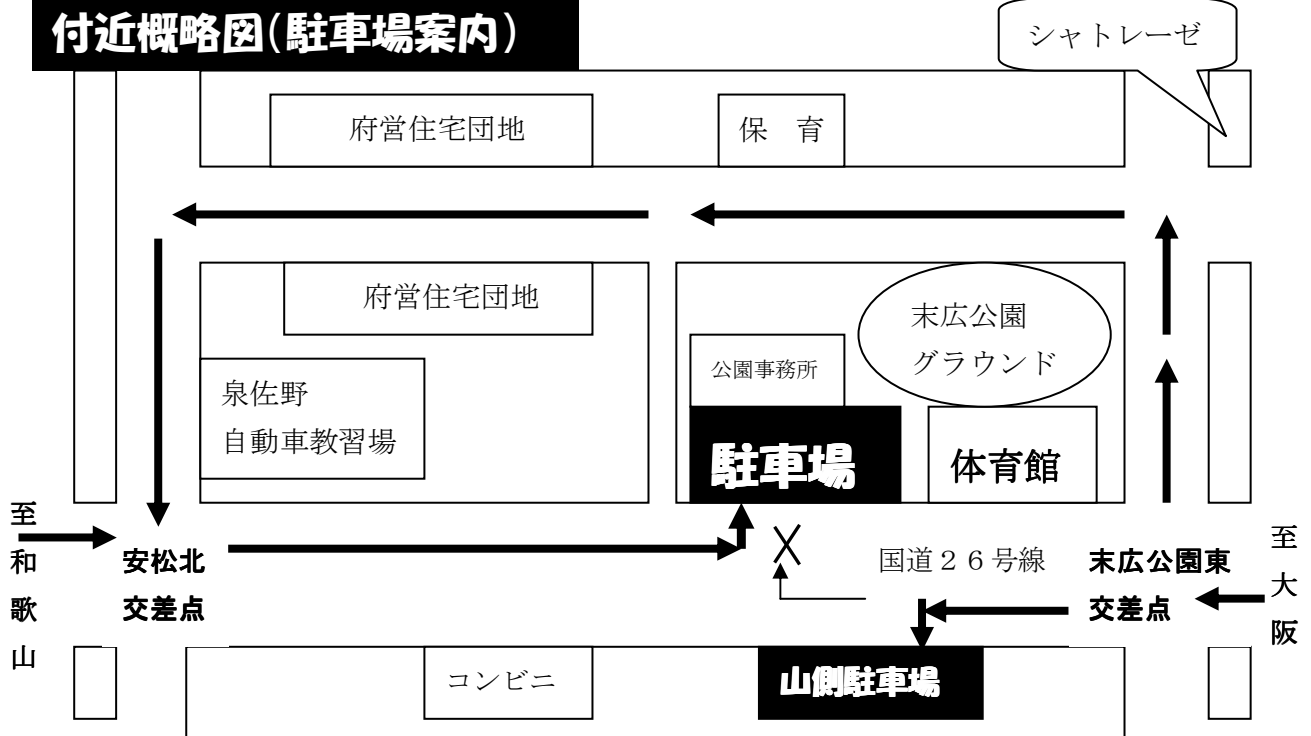 付近概略図(駐車場案内)
シャトレーゼ
府営住宅団地
保　育
府営住宅団地
末広公園
グラウンド
公園事務所
泉佐野
自動車教習場
駐車場
体育館
至
和
歌
山
安松北
交差点
国道２６号線
末広公園東
交差点
至
大
阪
コンビニ
山側駐車場